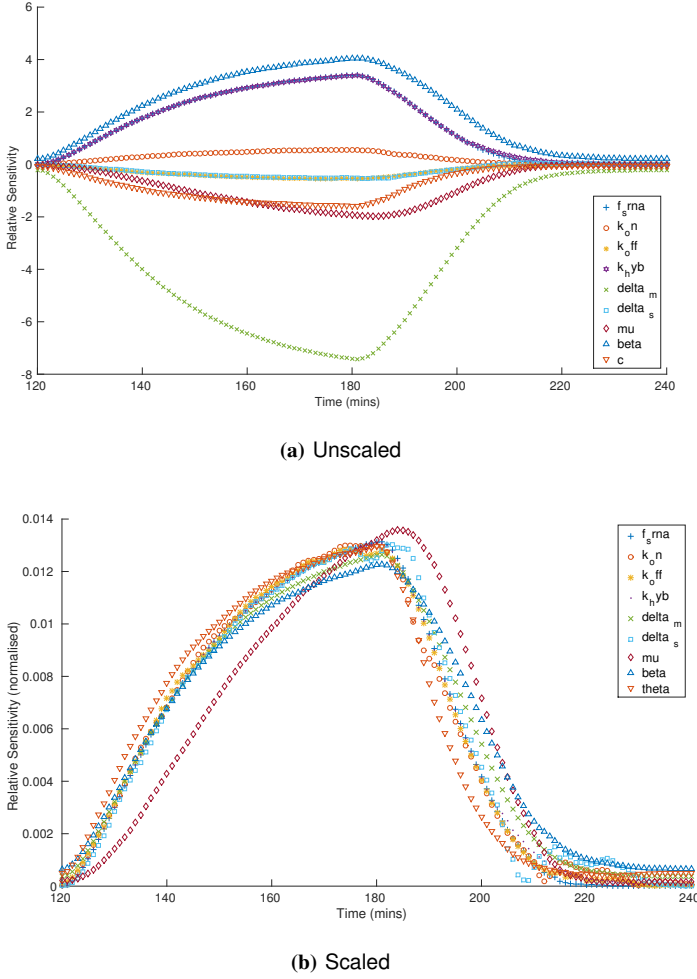 6
4
2
0
-2
-4
-6
-8
Relative Sensitivity
120 140 160 180 200 220 240
Time (mins)
f_srna
k_on
k_off
k_hyb
delta_m
delta_s
mu
beta
c
(a) Unscaled
0.014
0.012
0.01
0.008
0.006
0.004
0.002
0
Relative Sensitivity (normalised)
120 140 160 180 200 220 240
Time (mins)
f_srna
k_on
k_off
k_hyb
delta_m
delta_s
mu
beta
theta
(b) Scaled